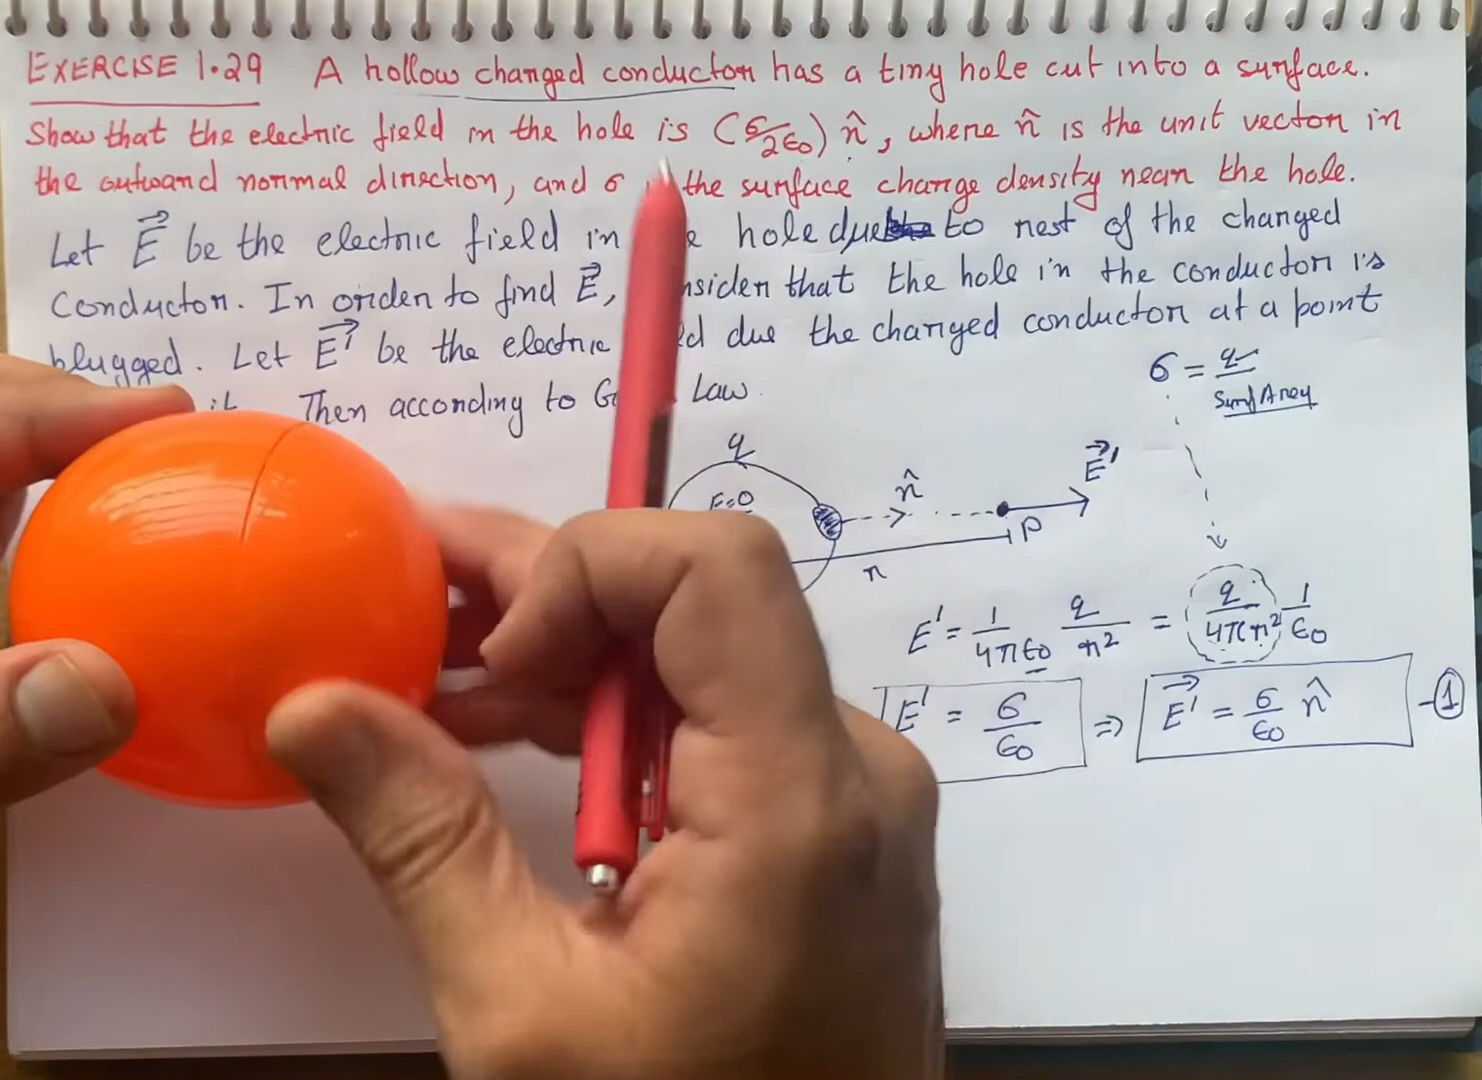 EXERCISE 1.29 A hollow charged conductor has a tiny hole cut into a surface.
Show that the electric field in the hole is (σ/2ϵ₀) n̂, where n̂ is the unit vector in
the outward normal direction, and σ the surface charge density near the hole.
Let E⃗ be the electric field in hole due to rest of the charged
Conductor. In order to find E⃗, that the hole in the conductor is
plugged. Let E⃗' be the electric due the charged conductor at a point
Then according to Law.
σ = q/Surf Area
q
E=0
n̂
E⃗'
P
r
E' = 1/4πϵ₀ q/r² = q/4πr² 1/ϵ₀
E' = σ/ϵ₀ ⇒ E⃗' = σ/ϵ₀ n̂ -①